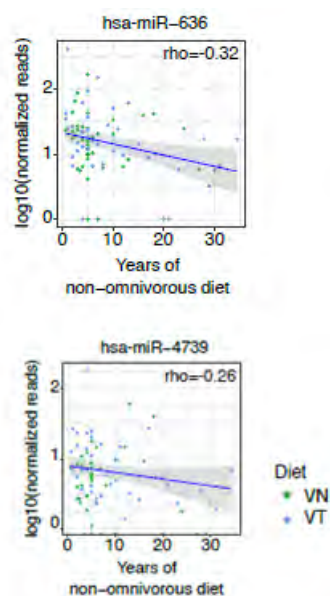 hsa-miR-636
rho=-0.32
log10(normalized reads)
2
1
0
0 10 20 30
Years of
non-omnivorous diet
hsa-miR-4739
rho=-0.26
log10(normalized reads)
2
1
0
0 10 20 30
Years of
non-omnivorous diet
Diet
VN
VT